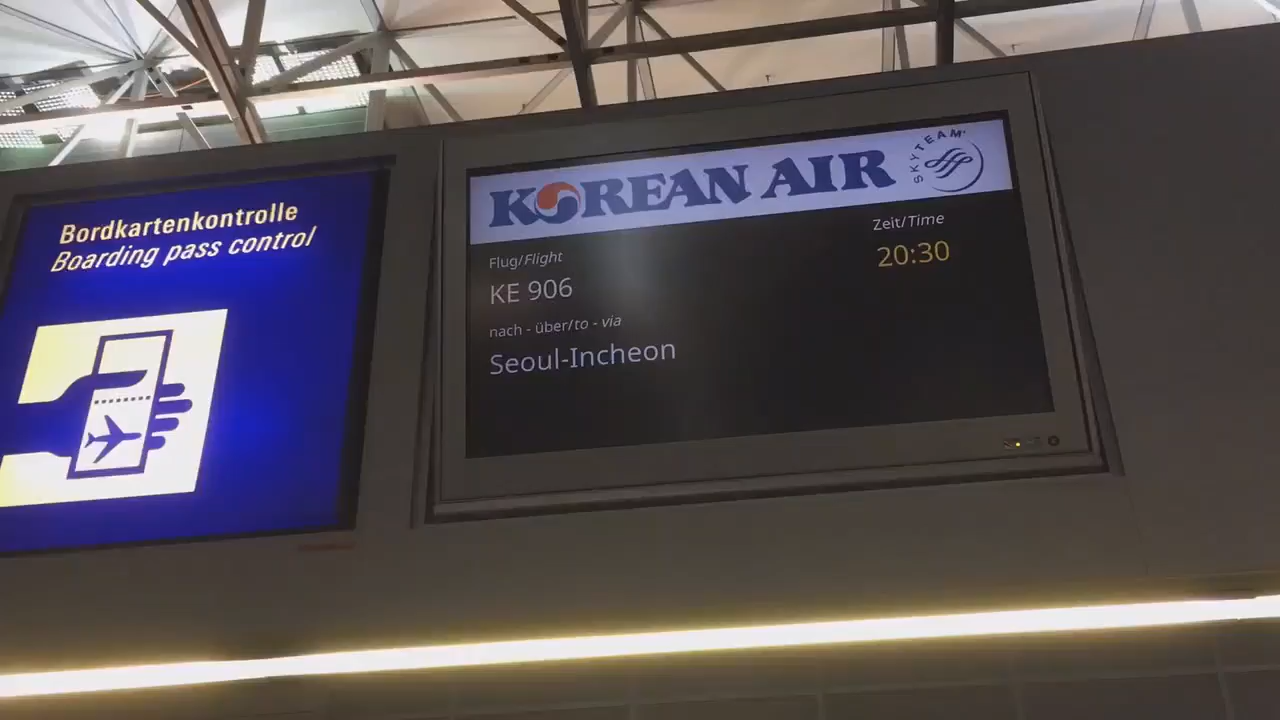 Bordkartenkontrolle
Boarding pass control
KOREAN AIR
SKYTEAM
Flug/Flight
KE 906
nach - über/to - via
Seoul-Incheon
Zeit/Time
20:30